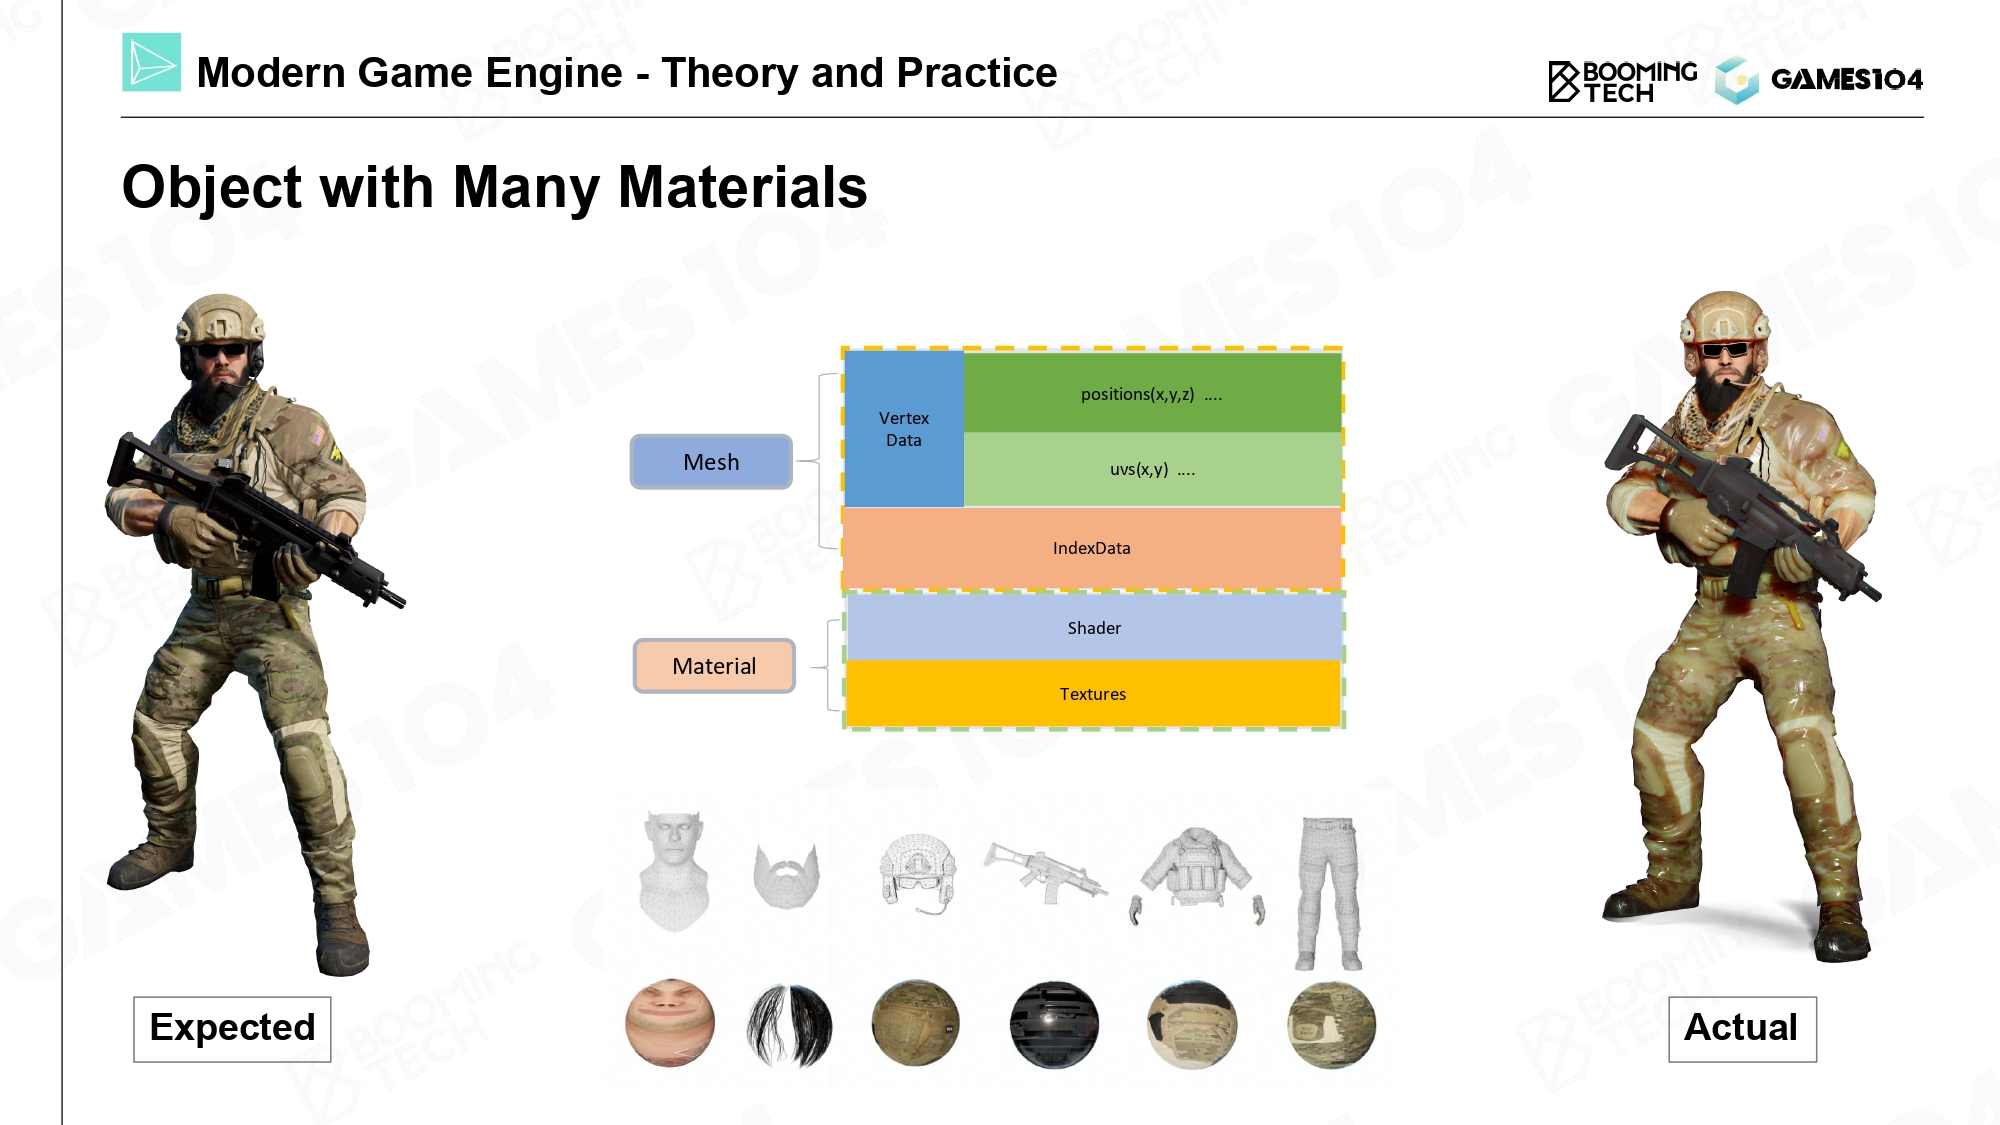 Modern Game Engine - Theory and Practice
BOOMING
TECH
GAMES104
Object with Many Materials
Mesh
Vertex
Data
positions(x,y,z) ....
uvs(x,y) ....
IndexData
Material
Shader
Textures
Expected
Actual